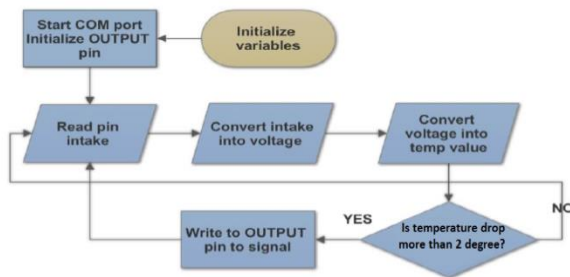 Start COM port
Initialize OUTPUT
pin
Initialize
variables
Read pin
intake
Convert intake
into voltage
Convert
voltage into
temp value
NO
YES
Is temperature drop
more than 2 degree?
Write to OUTPUT
pin to signal